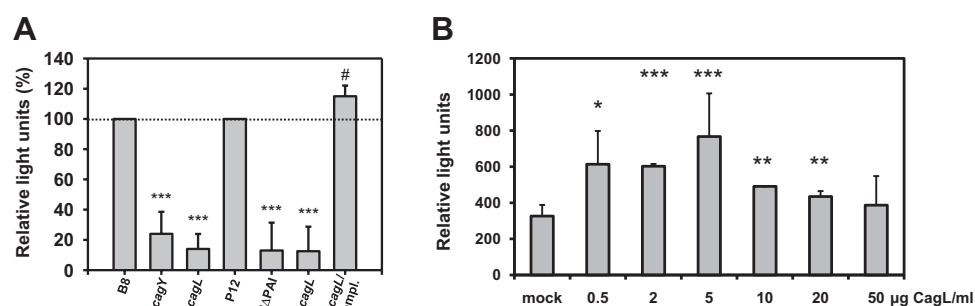 A
Relative light units (%)
140
120
100
80
60
40
20
0
***
***
***
***
#
B8
cagY
cagL
P12
ΔPAI
cagL
cagL/
mpl.
B
Relative light units
1200
1000
800
600
400
200
0
*
***
***
**
**
mock 0.5 2 5 10 20 50 µg CagL/ml